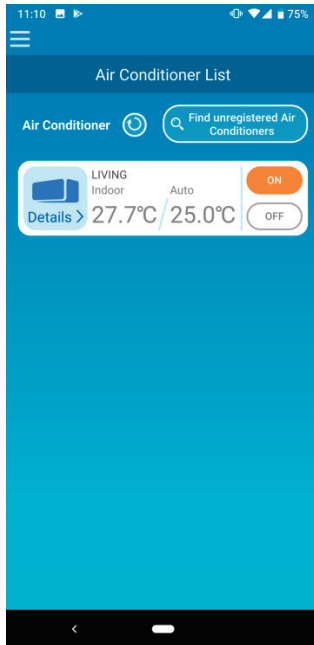 11:10 75%
Air Conditioner List
Air Conditioner
Find unregistered Air
Conditioners
LIVING
Indoor Auto
ON
Details > 27.7℃ 25.0℃
OFF